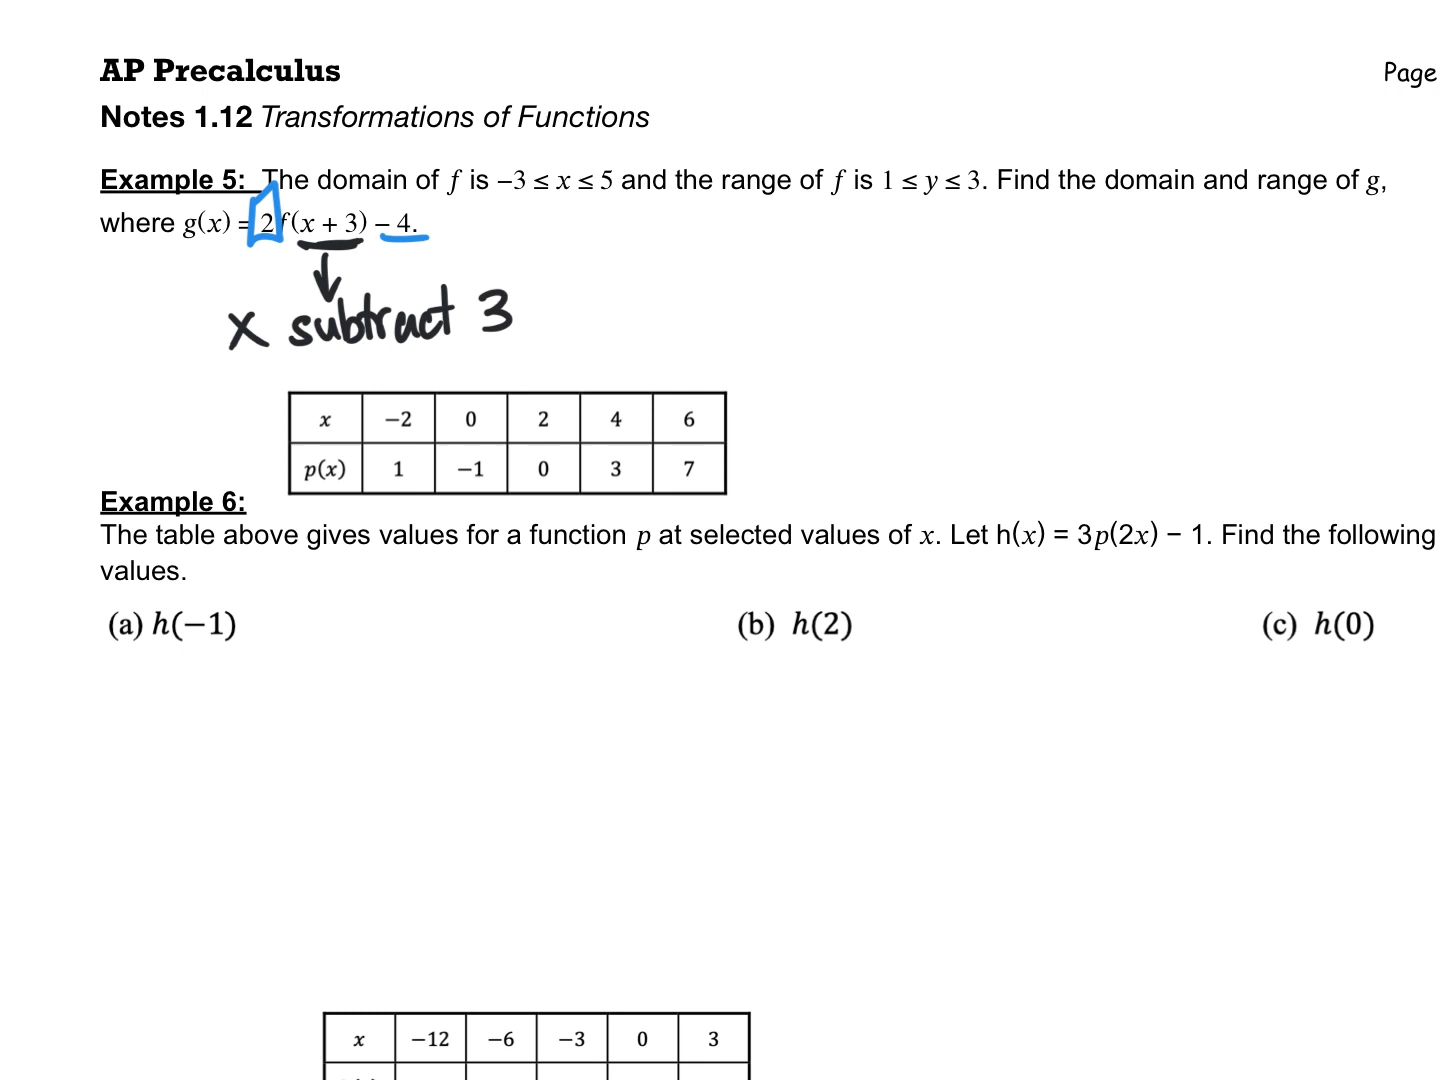 AP Precalculus
Page
Notes 1.12 Transformations of Functions
Example 5: The domain of f is −3 ≤ x ≤ 5 and the range of f is 1 ≤ y ≤ 3. Find the domain and range of g,
where g(x) = 2f(x + 3) − 4.
x subtract 3
x −2 0 2 4 6
p(x) 1 −1 0 3 7
Example 6:
The table above gives values for a function p at selected values of x. Let h(x) = 3p(2x) − 1. Find the following
values.
(a) h(−1) (b) h(2) (c) h(0)
x −12 −6 −3 0 3